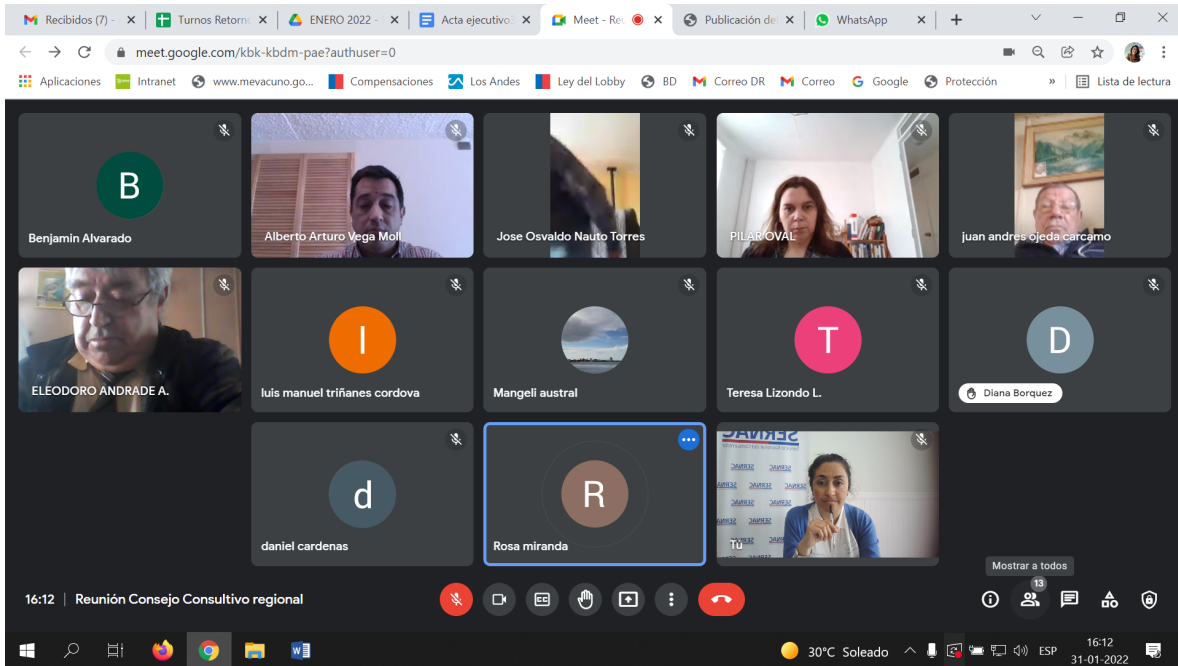 Recibidos (7) -
Turnos Retorn
ENERO 2022 -
Acta ejecutivo
Meet - Re
Publicación de
WhatsApp
meet.google.com/kbk-kbdm-pae?authuser=0
Aplicaciones
Intranet
www.mevacuno.go...
Compensaciones
Los Andes
Ley del Lobby
BD
Correo DR
Correo
Google
Protección
»
Lista de lectura
B
Benjamin Alvarado
Alberto Arturo Vega Moll
Jose Osvaldo Nauto Torres
PILAR OVAL
juan andres ojeda carcamo
ELEODORO ANDRADE A.
l
luis manuel triñanes cordova
Mangeli austral
T
Teresa Lizondo L.
D
Diana Borquez
d
daniel cardenas
R
Rosa miranda
SERNAC
Tú
Mostrar a todos
13
16:12 | Reunión Consejo Consultivo regional
30°C Soleado
ESP
16:12
31-01-2022